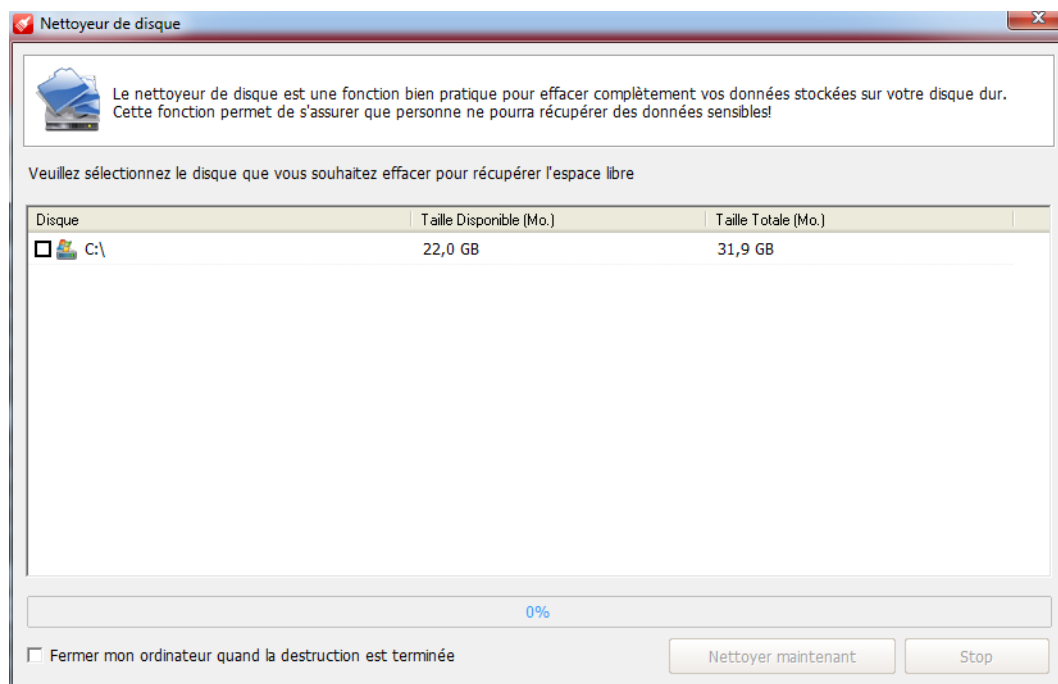 Nettoyeur de disque
Le nettoyeur de disque est une fonction bien pratique pour effacer complètement vos données stockées sur votre disque dur.
Cette fonction permet de s'assurer que personne ne pourra récupérer des données sensibles!
Veuillez sélectionnez le disque que vous souhaitez effacer pour récupérer l'espace libre
Disque Taille Disponible (Mo.) Taille Totale (Mo.)
C:\ 22,0 GB 31,9 GB
0%
Fermer mon ordinateur quand la destruction est terminée Nettoyer maintenant Stop